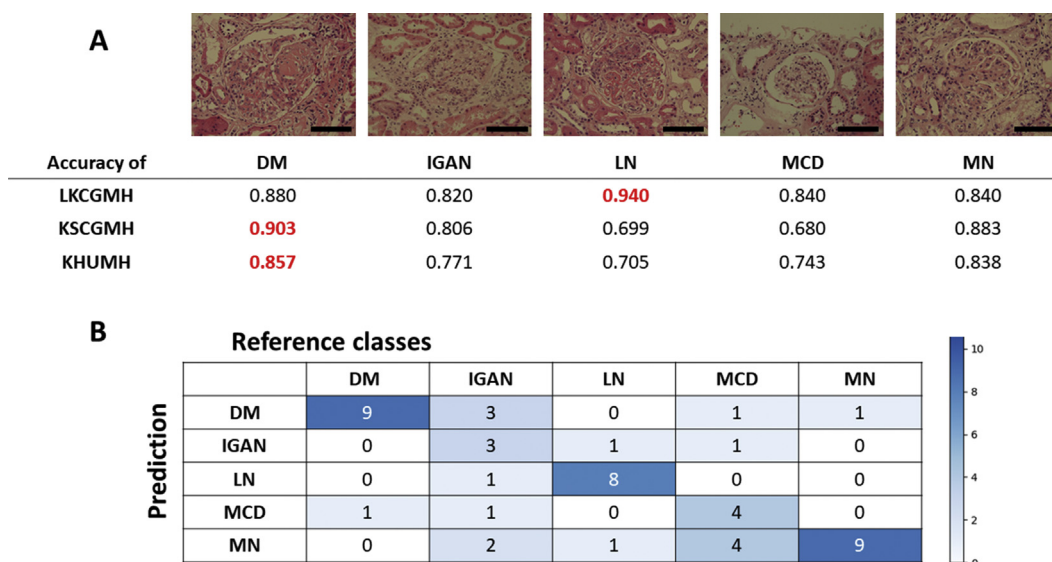 A
Accuracy of DM IGAN LN MCD MN
LKCGMH 0.880 0.820 0.940 0.840 0.840
KSCGMH 0.903 0.806 0.699 0.680 0.883
KHUMH 0.857 0.771 0.705 0.743 0.838
B
Reference classes
Prediction
DM IGAN LN MCD MN
DM 9 3 0 1 1
IGAN 0 3 1 1 0
LN 0 1 8 0 0
MCD 1 1 0 4 0
MN 0 2 1 4 9
10
8
6
4
2
0